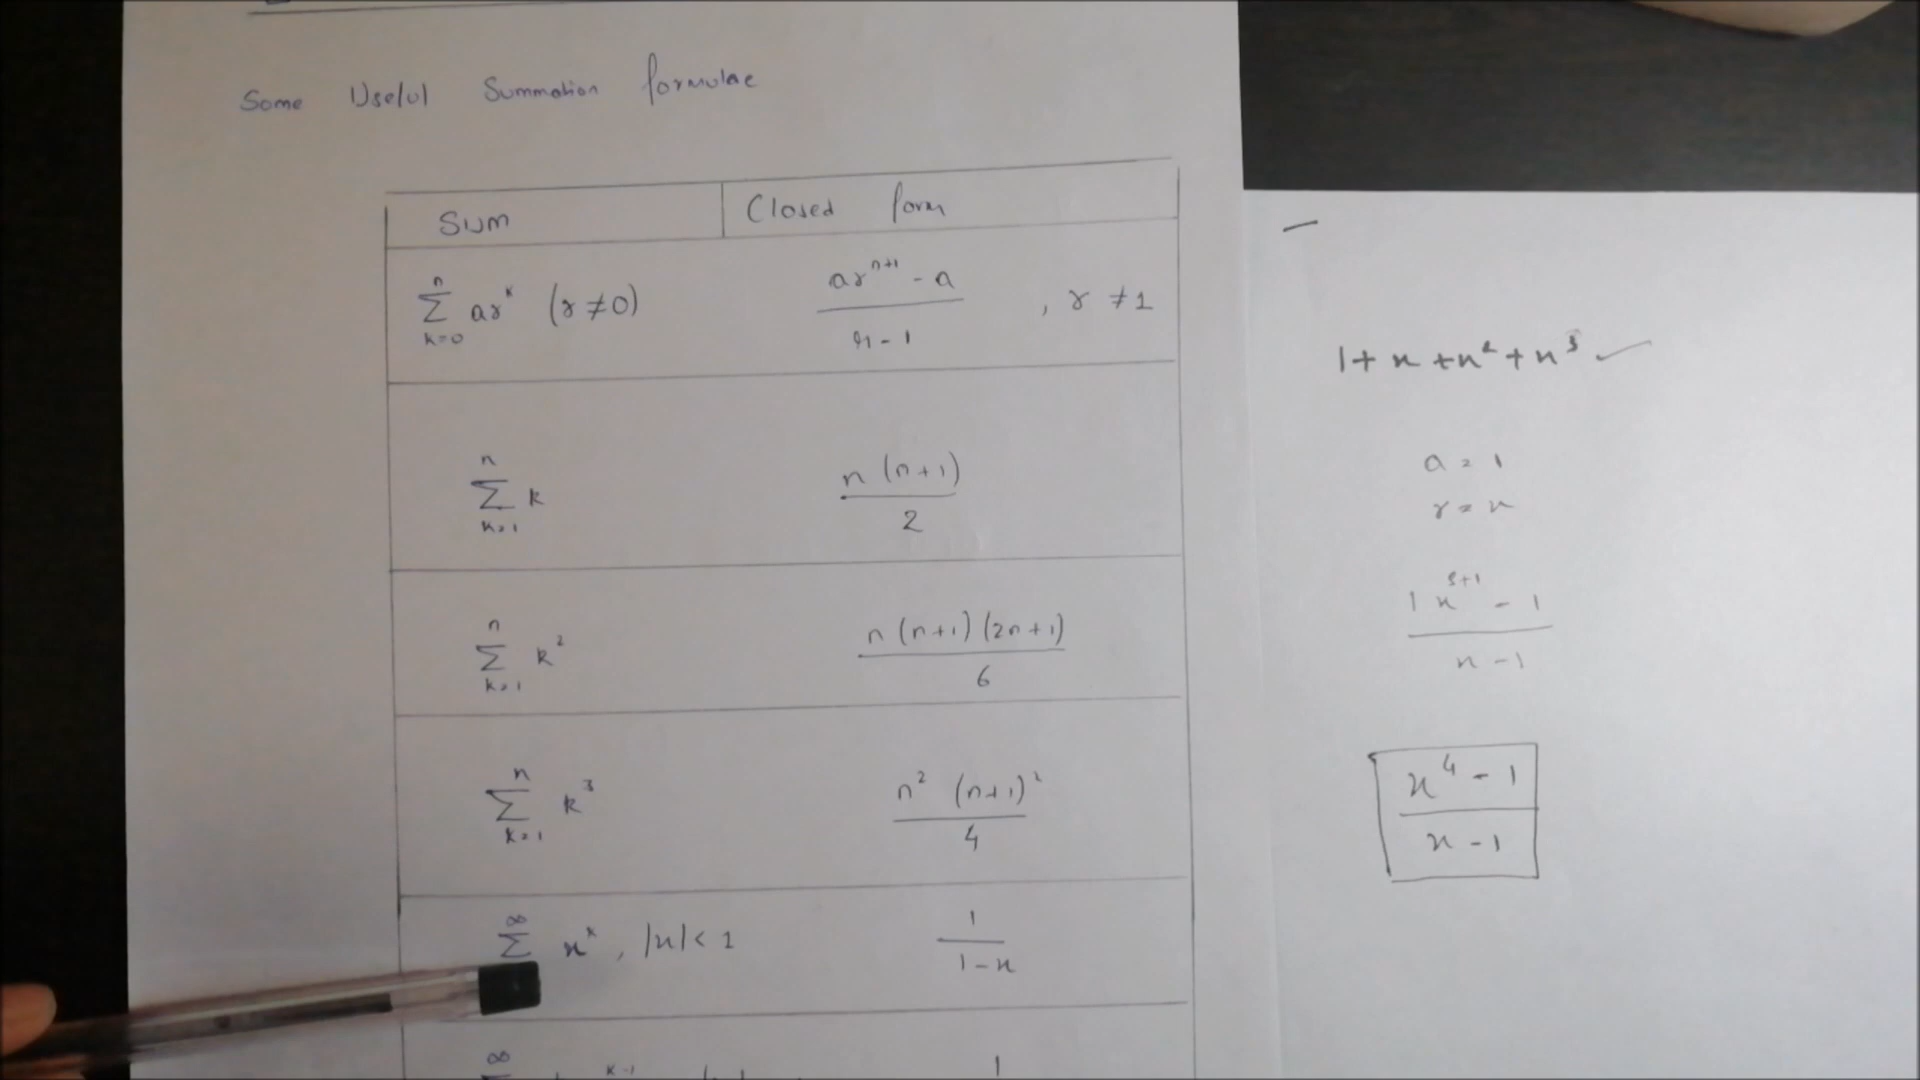 Some Useful Summation formulae
Sum Closed form
n∑k=0 ar^k (r ≠ 0) (ar^(n+1) - a)/(r - 1) , r ≠ 1
n∑k=1 k n(n+1)/2
n∑k=1 k² n(n+1)(2n+1)/6
n∑k=1 k³ n²(n+1)²/4
∞∑ x^k, |x| < 1 1/(1-x)
∞ k-1 1
1 + x + x² + x³ ✓
a = 1
r = x
(1x^(3+1) - 1)/(x - 1)
(x⁴ - 1)/(x - 1)